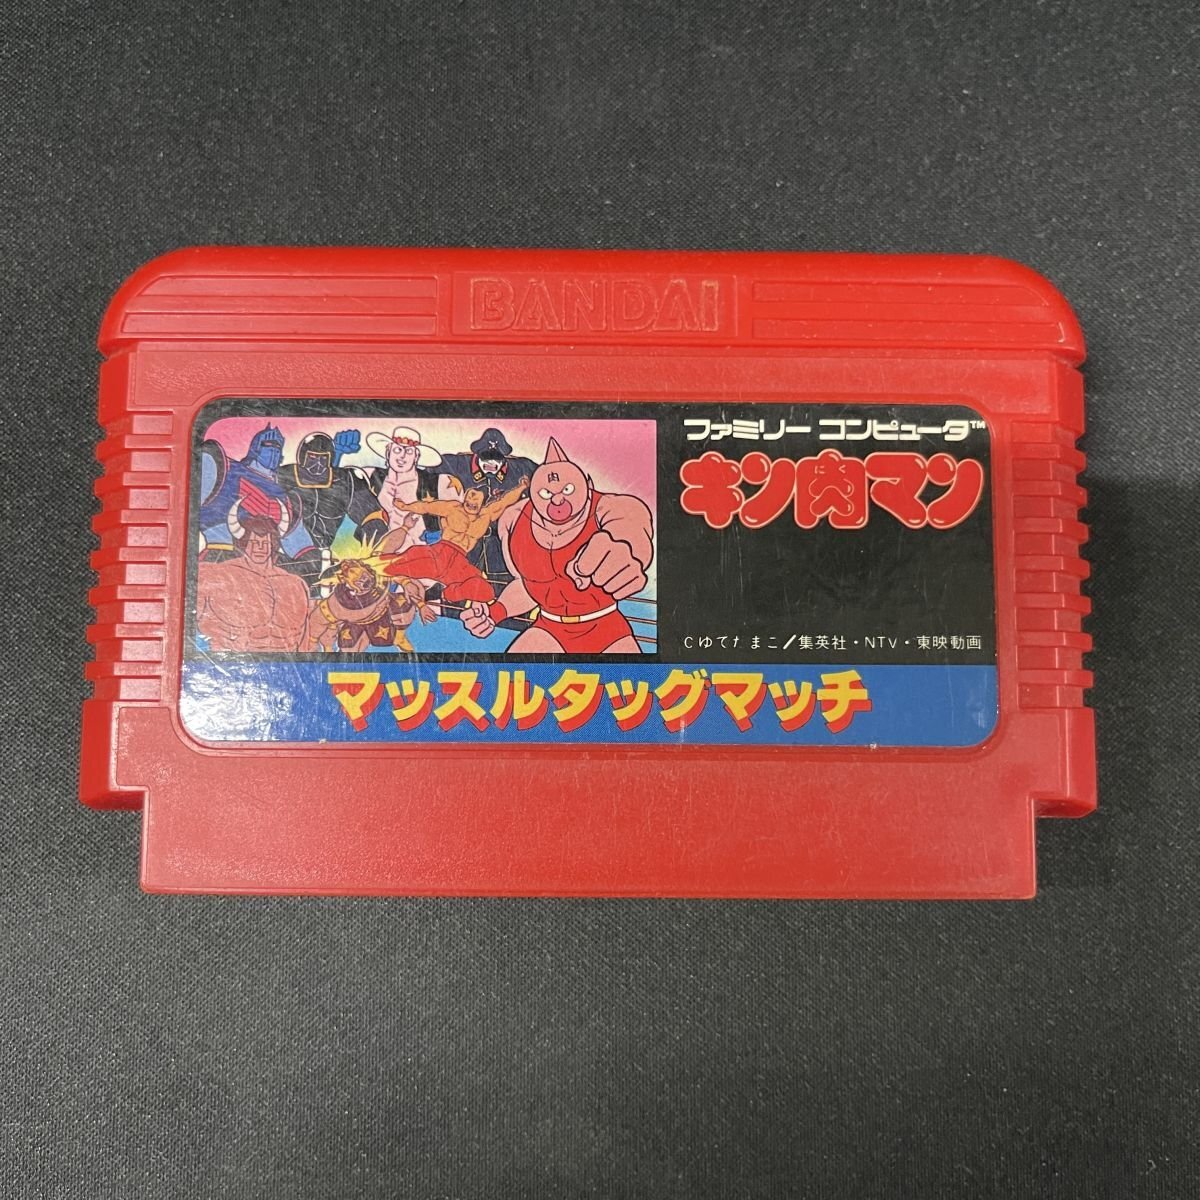 BANDAI
ファミリー コンピュータ™
キン肉マン
にく
肉
Cゆでたまご/集英社・NTV・東映動画
マッスルタッグマッチ